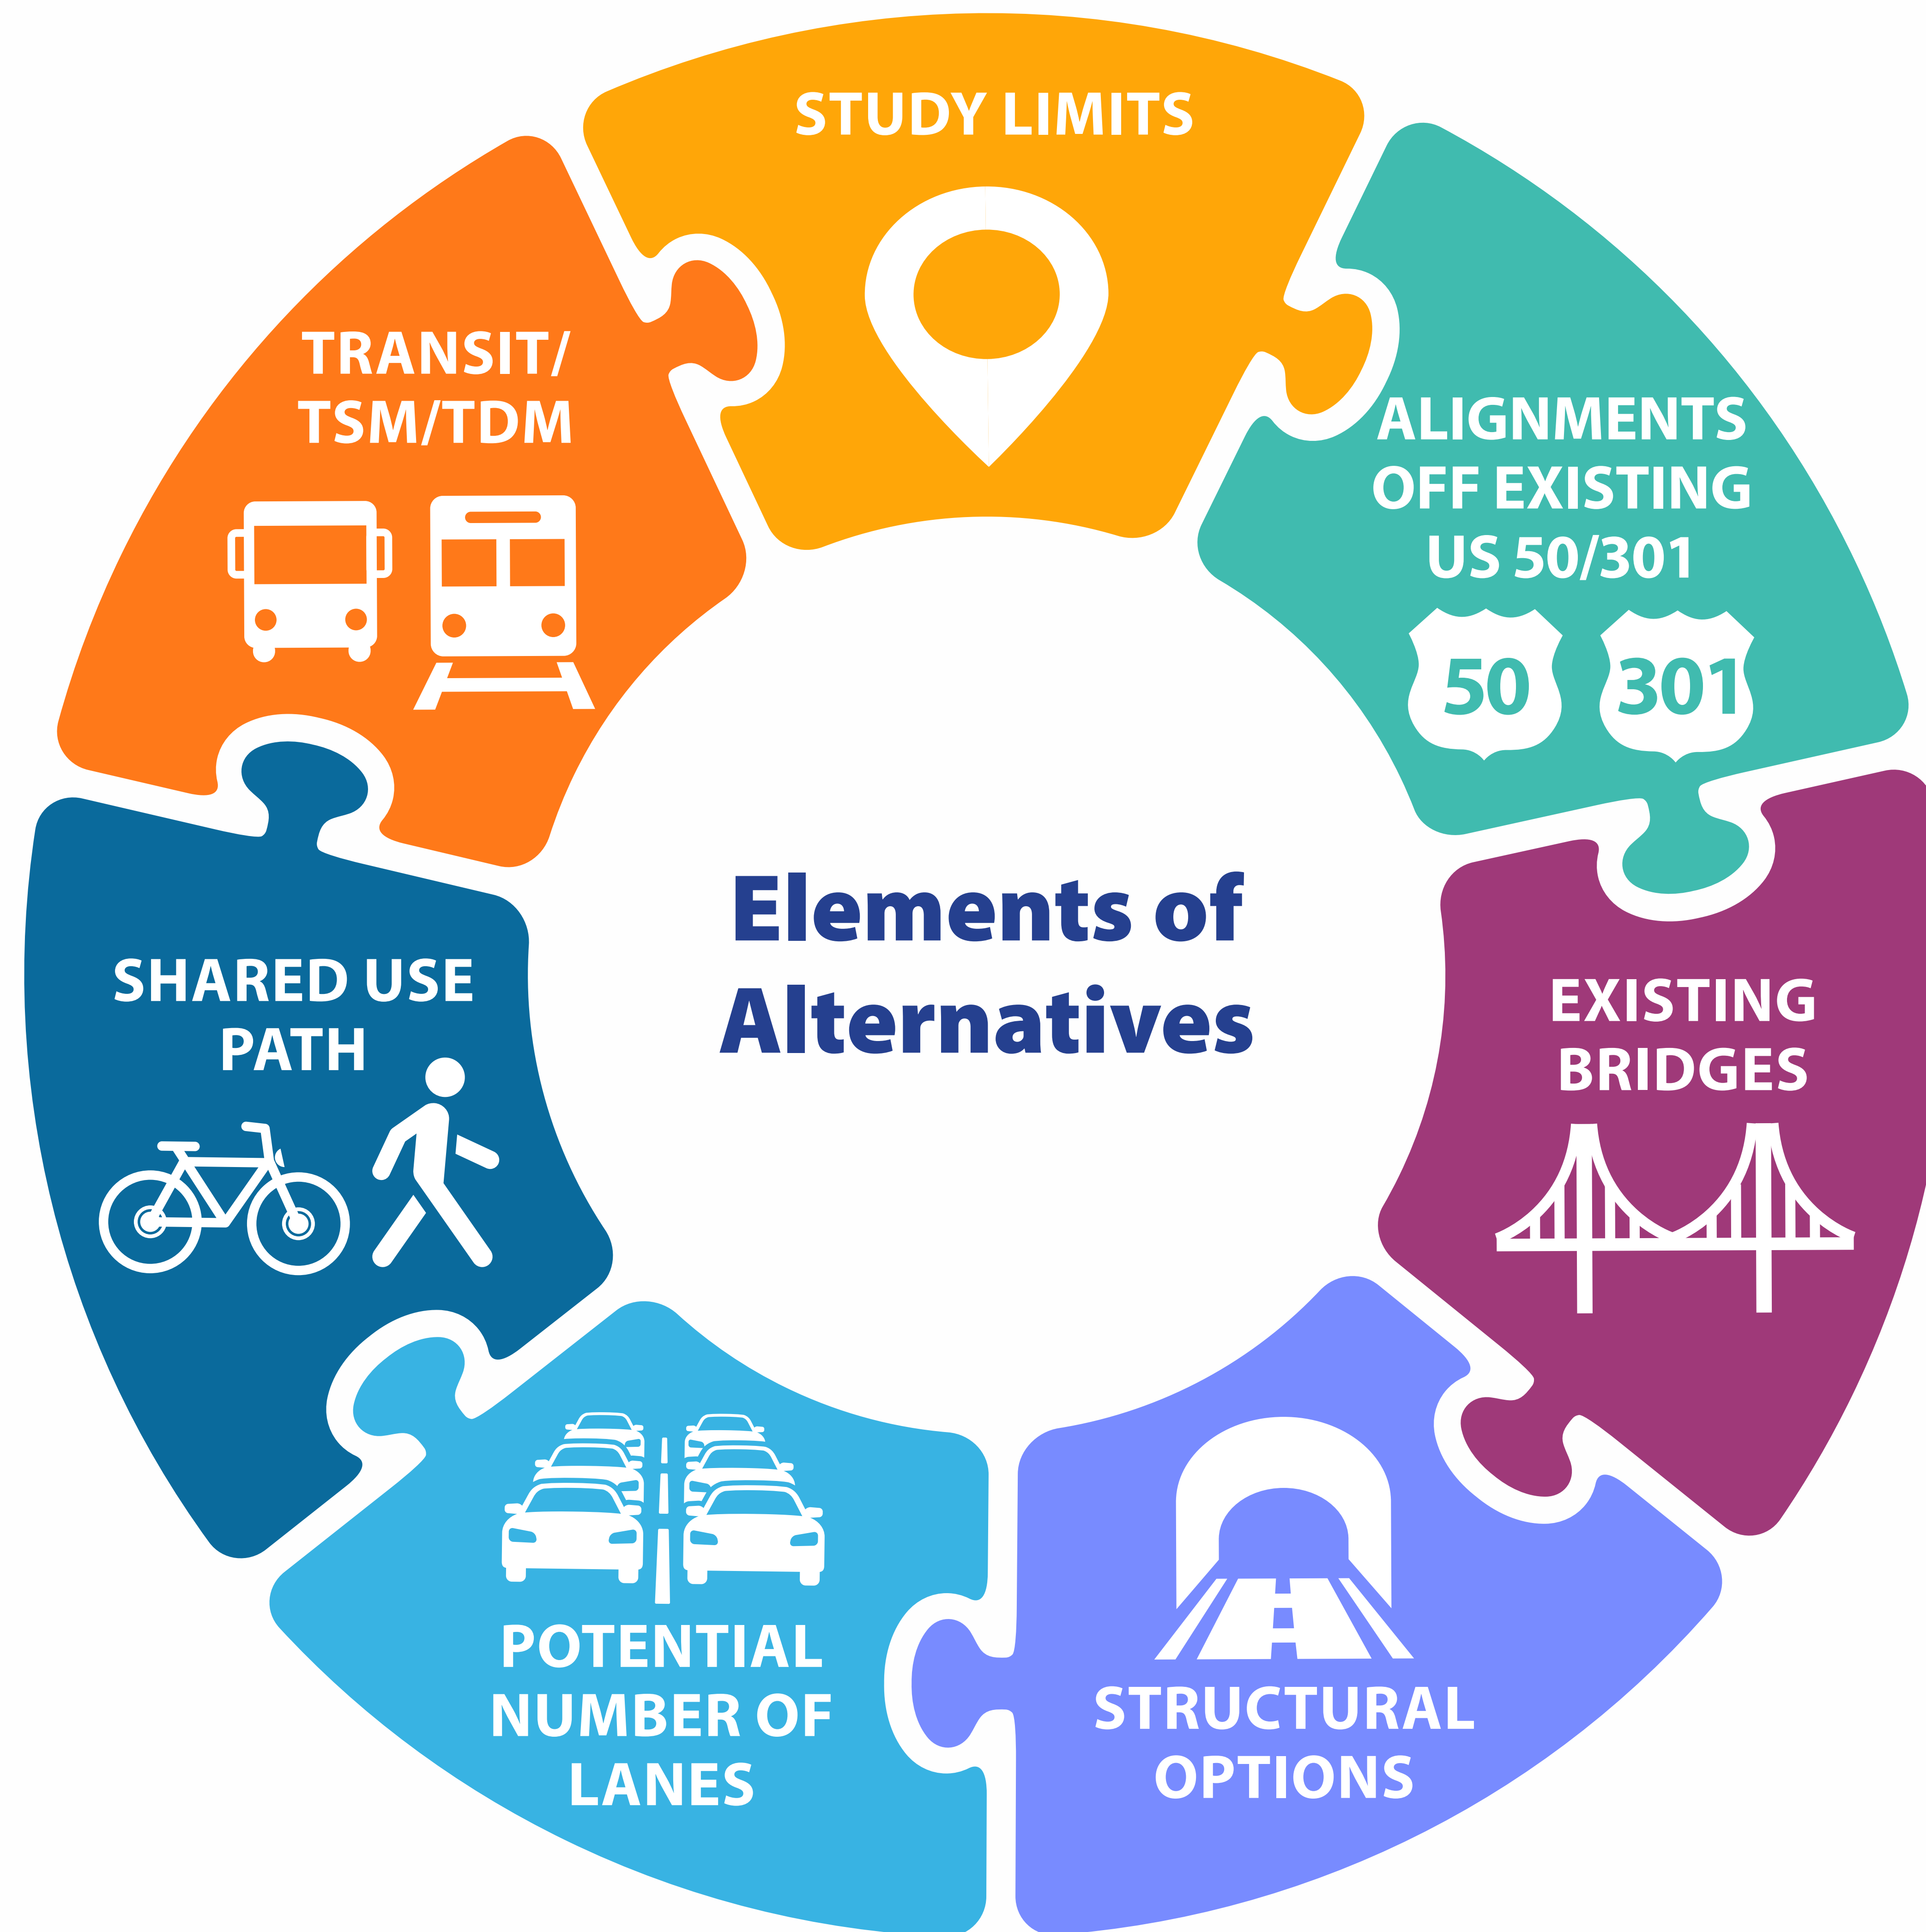 STUDY LIMITS
ALIGNMENTS
OFF EXISTING
US 50/301
50
301
EXISTING
BRIDGES
STRUCTURAL
OPTIONS
POTENTIAL
NUMBER OF
LANES
SHARED USE
PATH
TRANSIT/
TSM/TDM
Elements of
Alternatives